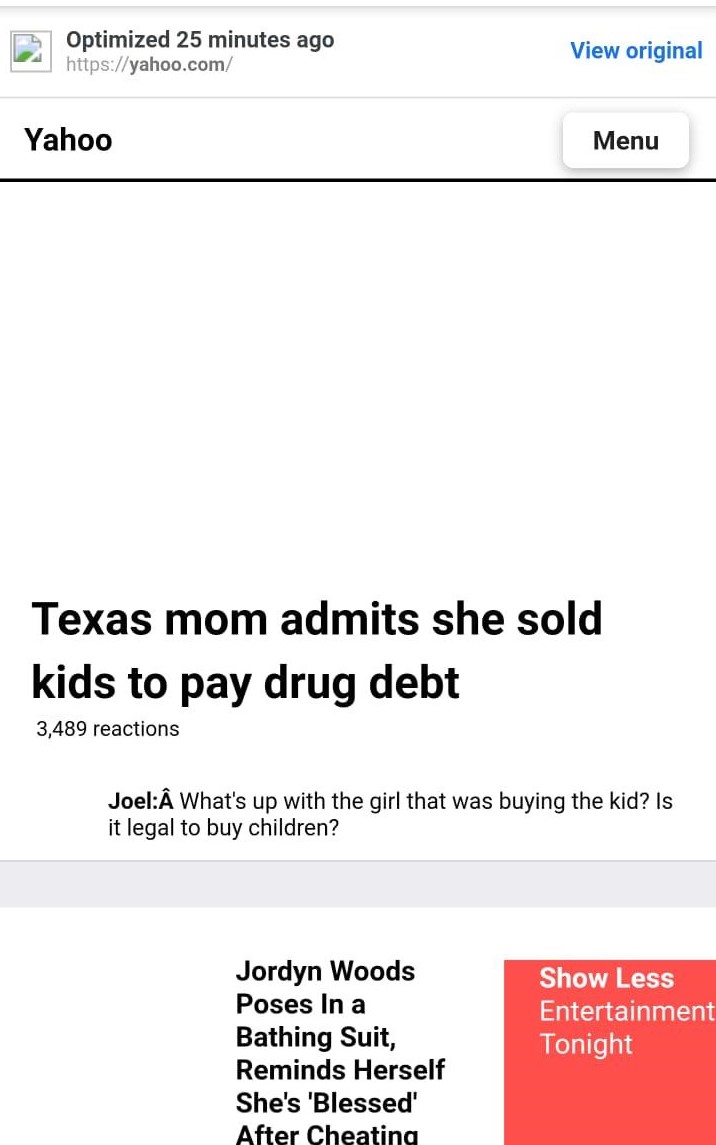 Optimized 25 minutes ago
https://yahoo.com/
View original
Yahoo
Menu
Texas mom admits she sold
kids to pay drug debt
3,489 reactions
Joel:Â What's up with the girl that was buying the kid? Is
it legal to buy children?
Jordyn Woods
Poses In a
Bathing Suit,
Reminds Herself
She's 'Blessed'
After Cheating
Show Less
Entertainment
Tonight